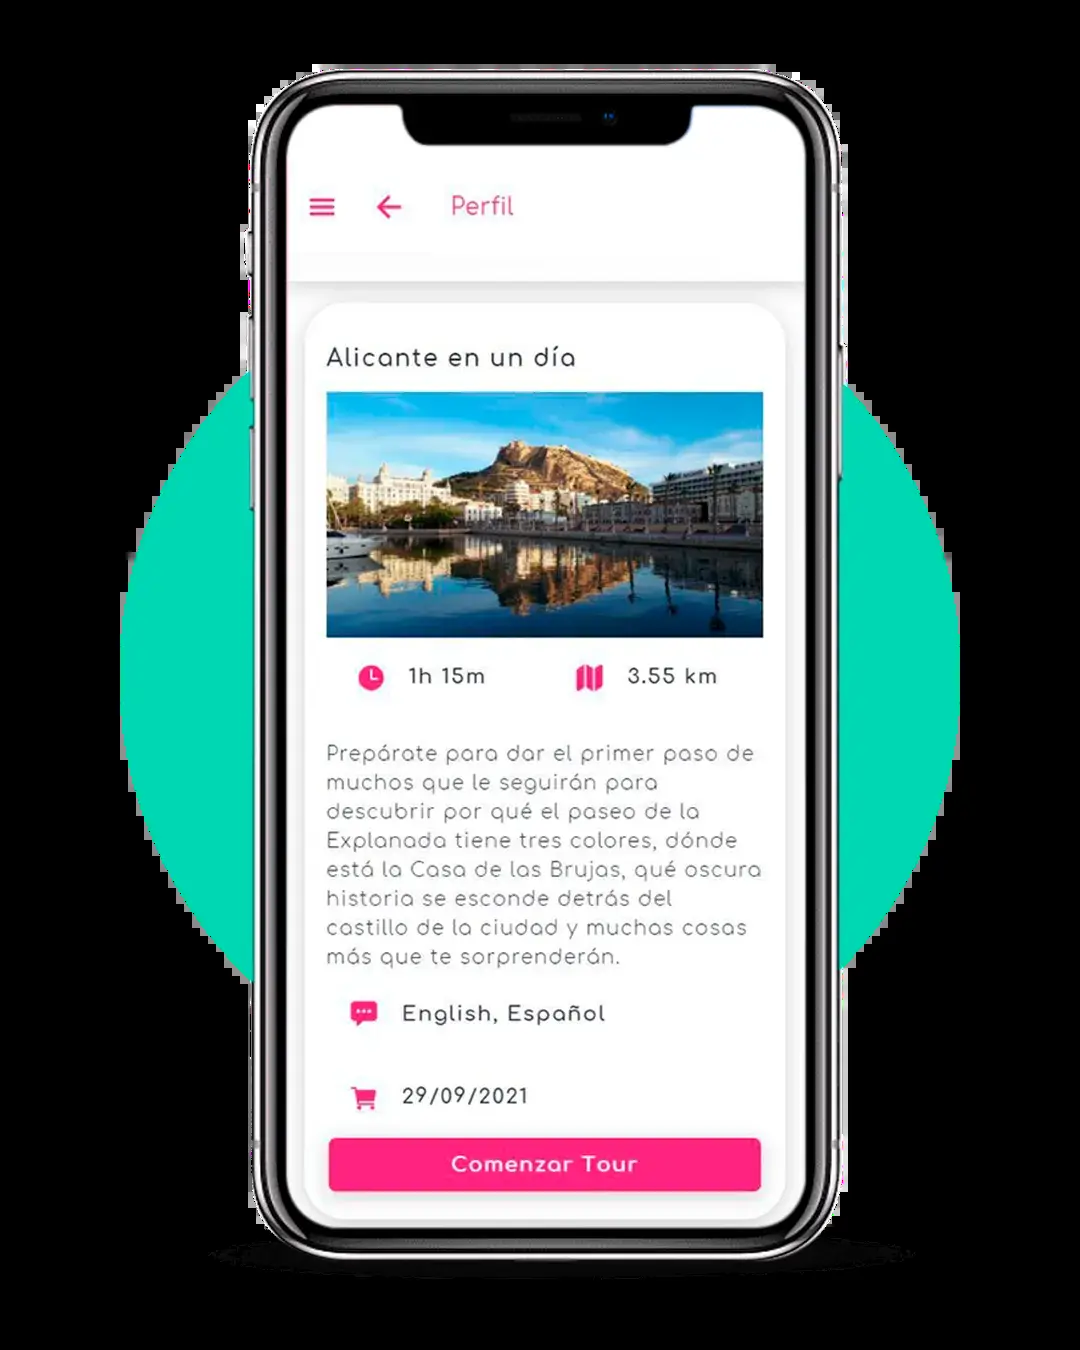 Perfil
Alicante en un día
1h 15m
3.55 km
Prepárate para dar el primer paso de
muchos que le seguirán para
descubrir por qué el paseo de la
Explanada tiene tres colores, dónde
está la Casa de las Brujas, qué oscura
historia se esconde detrás del
castillo de la ciudad y muchas cosas
más que te sorprenderán.
English, Español
29/09/2021
Comenzar Tour